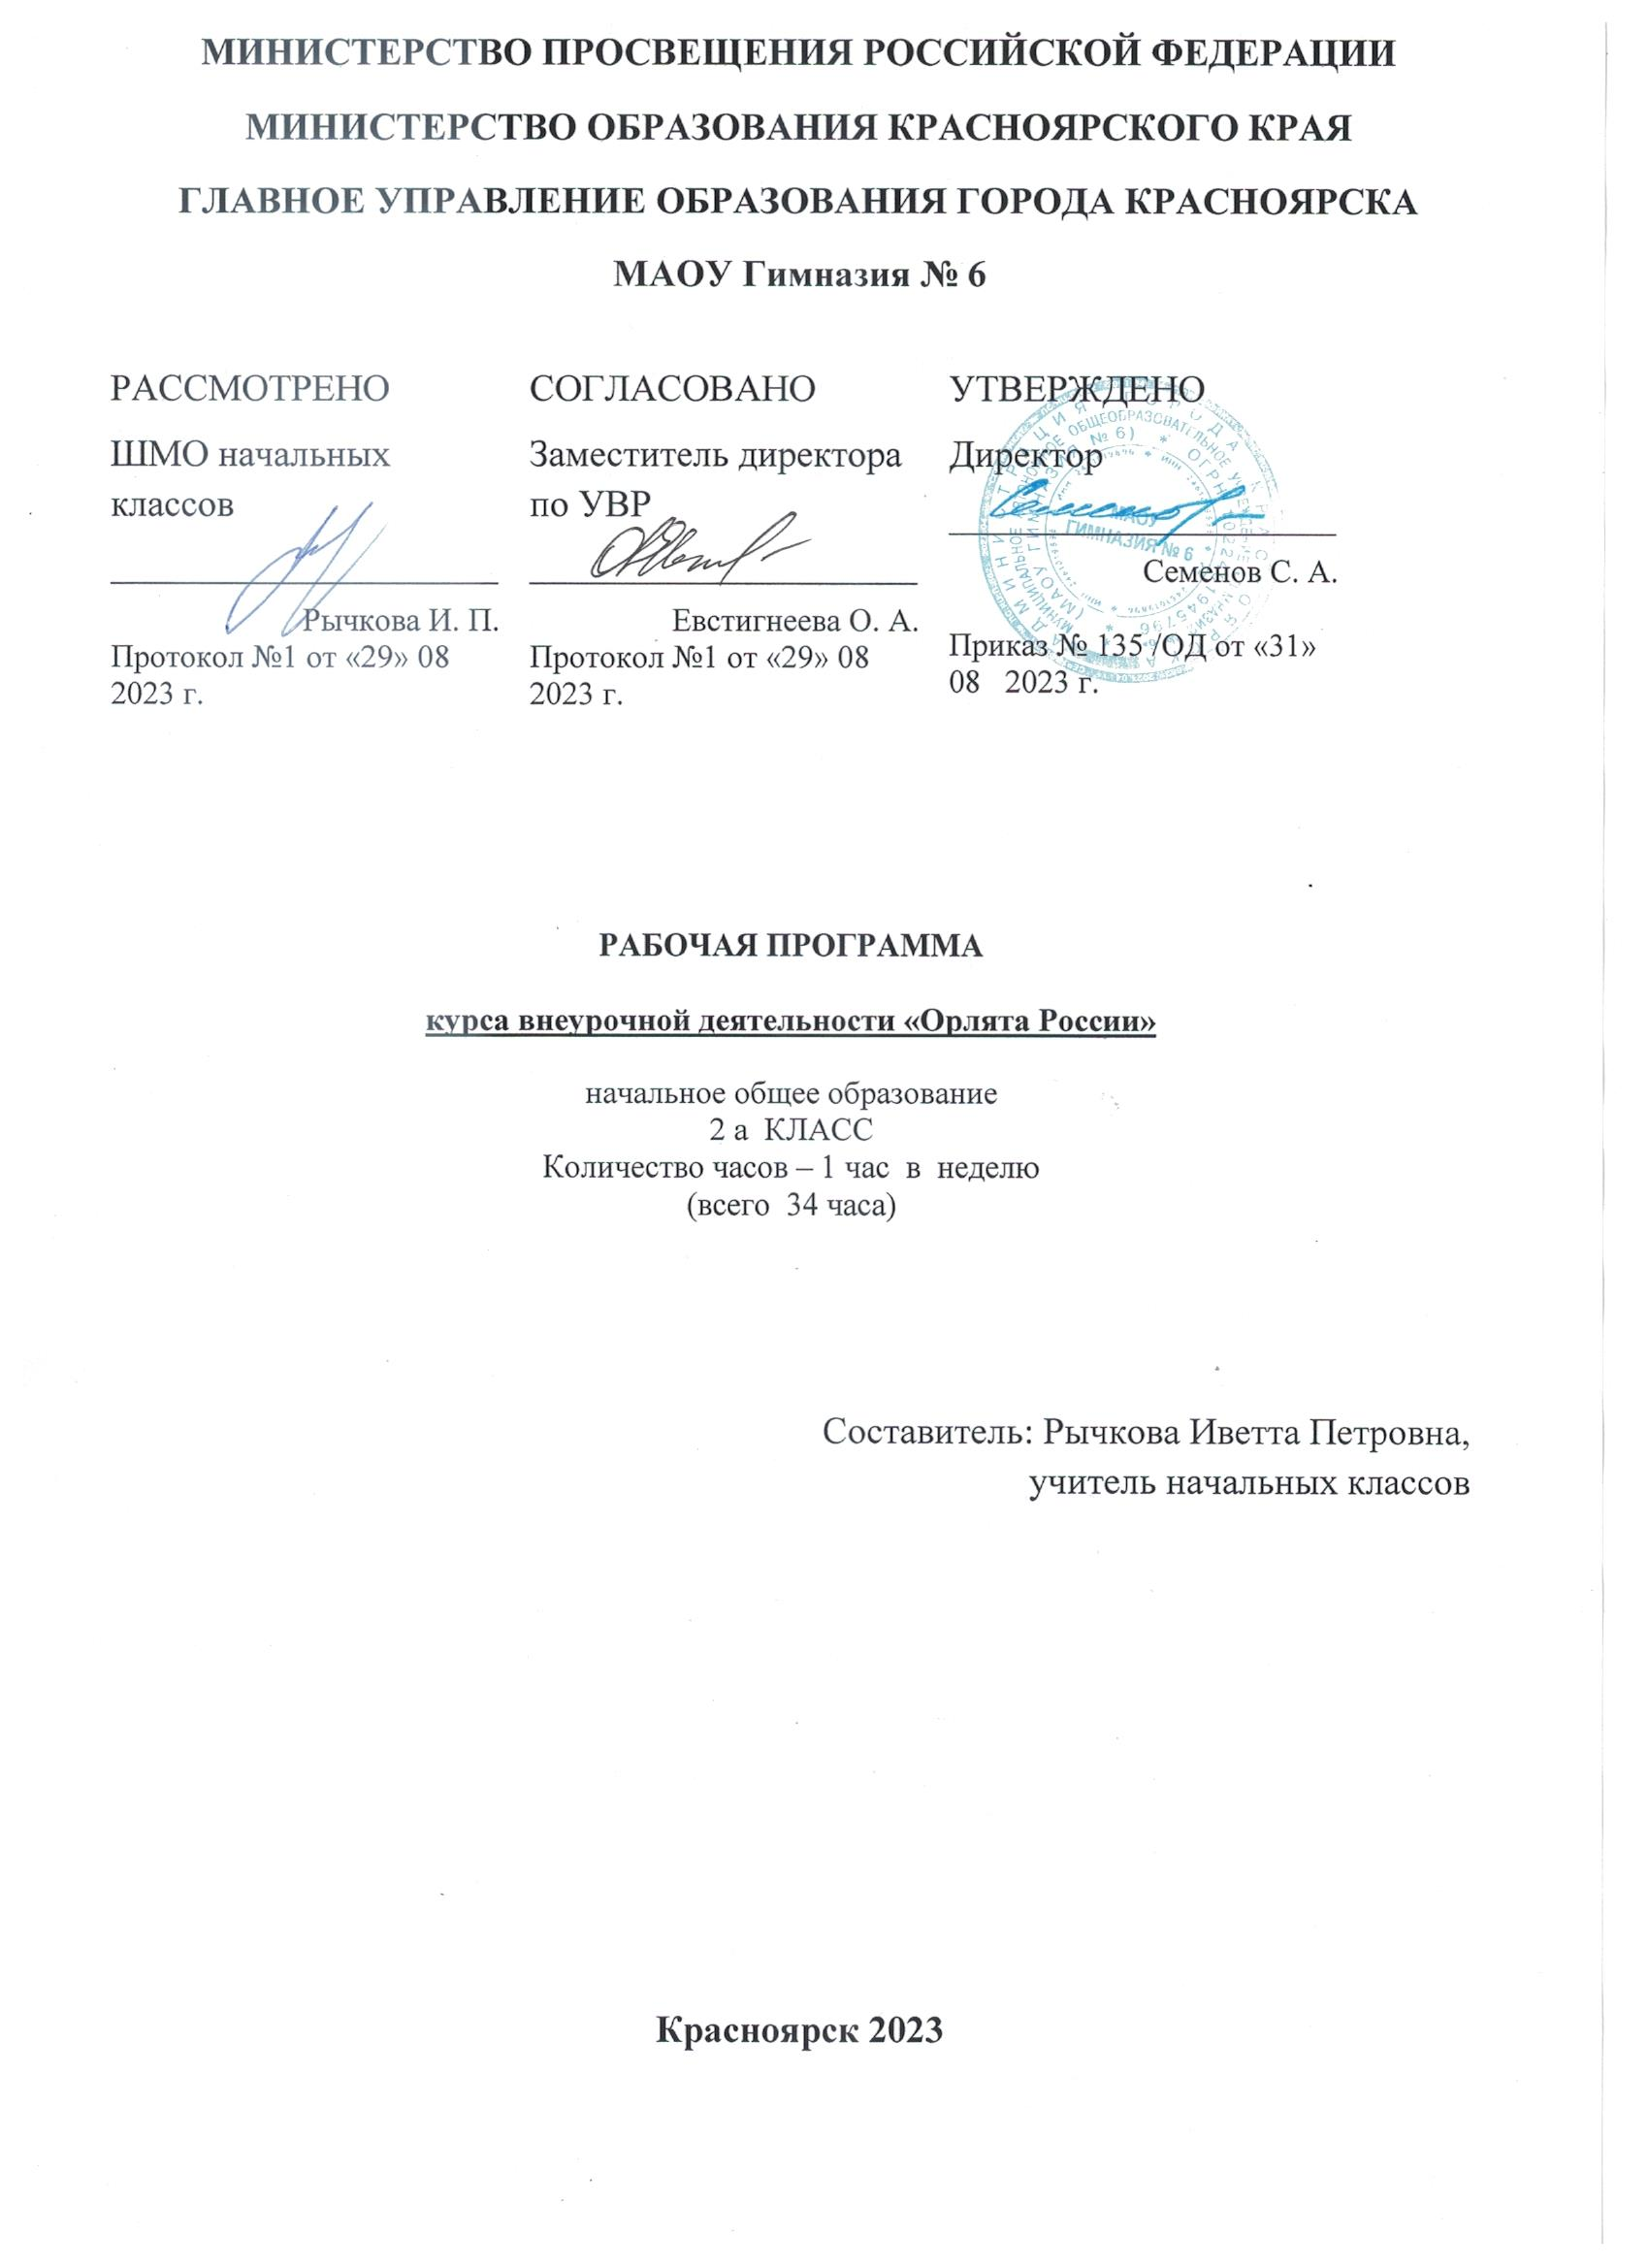 МИНИСТЕРСТВО ПРОСВЕЩЕНИЯ РОССИЙСКОЙ ФЕДЕРАЦИИ
МИНИСТЕРСТВО ОБРАЗОВАНИЯ КРАСНОЯРСКОГО КРАЯ
ГЛАВНОЕ УПРАВЛЕНИЕ ОБРАЗОВАНИЯ ГОРОДА КРАСНОЯРСКА
МАОУ Гимназия № 6
РАССМОТРЕНО
ШМО начальных
классов
Рычкова И. П.
Протокол №1 от «29» 08
2023 г.
СОГЛАСОВАНО
Заместитель директора
по УВР
Евстигнеева О. А.
Протокол №1 от «29» 08
2023 г.
УТВЕРЖДЕНО
Директор
МАОУ
ГИМНАЗИЯ № 6
Семенов С. А.
Приказ № 135 /ОД от «31»
08 2023 г.
РАБОЧАЯ ПРОГРАММА
курса внеурочной деятельности «Орлята России»
начальное общее образование
2 а КЛАСС
Количество часов – 1 час в неделю
(всего 34 часа)
Составитель: Рычкова Иветта Петровна,
учитель начальных классов
Красноярск 2023